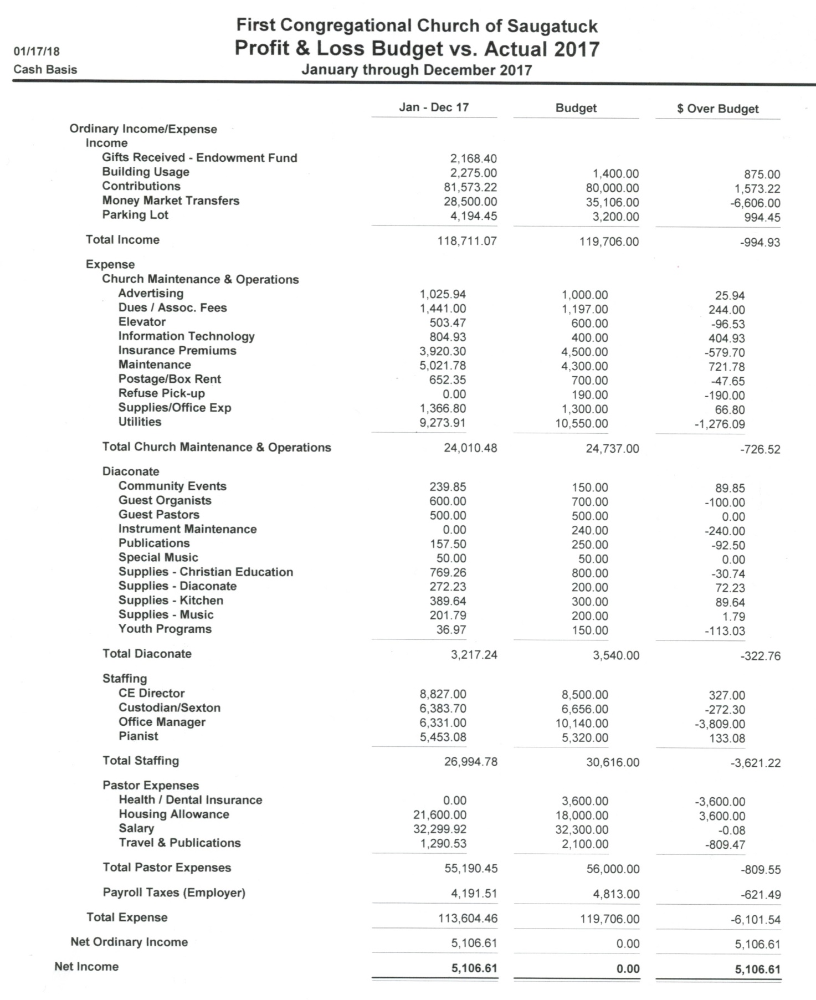 First Congregational Church of Saugatuck
01/17/18 Profit & Loss Budget vs. Actual 2017
Cash Basis January through December 2017
Jan - Dec 17 Budget $ Over Budget
Ordinary Income/Expense
Income
Gifts Received - Endowment Fund 2,168.40
Building Usage 2,275.00 1,400.00 875.00
Contributions 81,573.22 80,000.00 1,573.22
Money Market Transfers 28,500.00 35,106.00 -6,606.00
Parking Lot 4,194.45 3,200.00 994.45
Total Income 118,711.07 119,706.00 -994.93
Expense
Church Maintenance & Operations
Advertising 1,025.94 1,000.00 25.94
Dues / Assoc. Fees 1,441.00 1,197.00 244.00
Elevator 503.47 600.00 -96.53
Information Technology 804.93 400.00 404.93
Insurance Premiums 3,920.30 4,500.00 -579.70
Maintenance 5,021.78 4,300.00 721.78
Postage/Box Rent 652.35 700.00 -47.65
Refuse Pick-up 0.00 190.00 -190.00
Supplies/Office Exp 1,366.80 1,300.00 66.80
Utilities 9,273.91 10,550.00 -1,276.09
Total Church Maintenance & Operations 24,010.48 24,737.00 -726.52
Diaconate
Community Events 239.85 150.00 89.85
Guest Organists 600.00 700.00 -100.00
Guest Pastors 500.00 500.00 0.00
Instrument Maintenance 0.00 240.00 -240.00
Publications 157.50 250.00 -92.50
Special Music 50.00 50.00 0.00
Supplies - Christian Education 769.26 800.00 -30.74
Supplies - Diaconate 272.23 200.00 72.23
Supplies - Kitchen 389.64 300.00 89.64
Supplies - Music 201.79 200.00 1.79
Youth Programs 36.97 150.00 -113.03
Total Diaconate 3,217.24 3,540.00 -322.76
Staffing
CE Director 8,827.00 8,500.00 327.00
Custodian/Sexton 6,383.70 6,656.00 -272.30
Office Manager 6,331.00 10,140.00 -3,809.00
Pianist 5,453.08 5,320.00 133.08
Total Staffing 26,994.78 30,616.00 -3,621.22
Pastor Expenses
Health / Dental Insurance 0.00 3,600.00 -3,600.00
Housing Allowance 21,600.00 18,000.00 3,600.00
Salary 32,299.92 32,300.00 -0.08
Travel & Publications 1,290.53 2,100.00 -809.47
Total Pastor Expenses 55,190.45 56,000.00 -809.55
Payroll Taxes (Employer) 4,191.51 4,813.00 -621.49
Total Expense 113,604.46 119,706.00 -6,101.54
Net Ordinary Income 5,106.61 0.00 5,106.61
Net Income 5,106.61 0.00 5,106.61